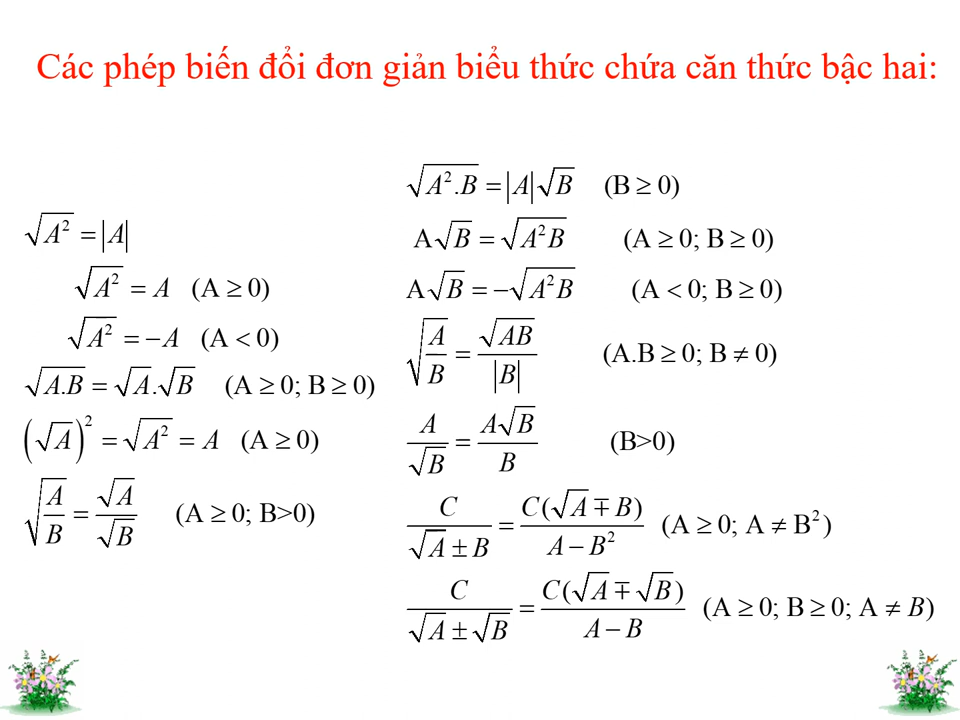 Các phép biến đổi đơn giản biểu thức chứa căn thức bậc hai:
√(A²) = |A|
√(A²) = A (A ≥ 0)
√(A²) = −A (A < 0)
√(A.B) = √A.√B (A ≥ 0; B ≥ 0)
(√A)² = √(A²) = A (A ≥ 0)
√(A/B) = √A/√B (A ≥ 0; B>0)
√(A².B) = |A|√B (B ≥ 0)
A√B = √(A²B) (A ≥ 0; B ≥ 0)
A√B = −√(A²B) (A < 0; B ≥ 0)
√(A/B) = √(AB)/|B| (A.B ≥ 0; B ≠ 0)
A/√B = A√B/B (B>0)
C/(√A ± B) = C(√A ∓ B)/(A − B²) (A ≥ 0; A ≠ B²)
C/(√A ± √B) = C(√A ∓ √B)/(A − B) (A ≥ 0; B ≥ 0; A ≠ B)